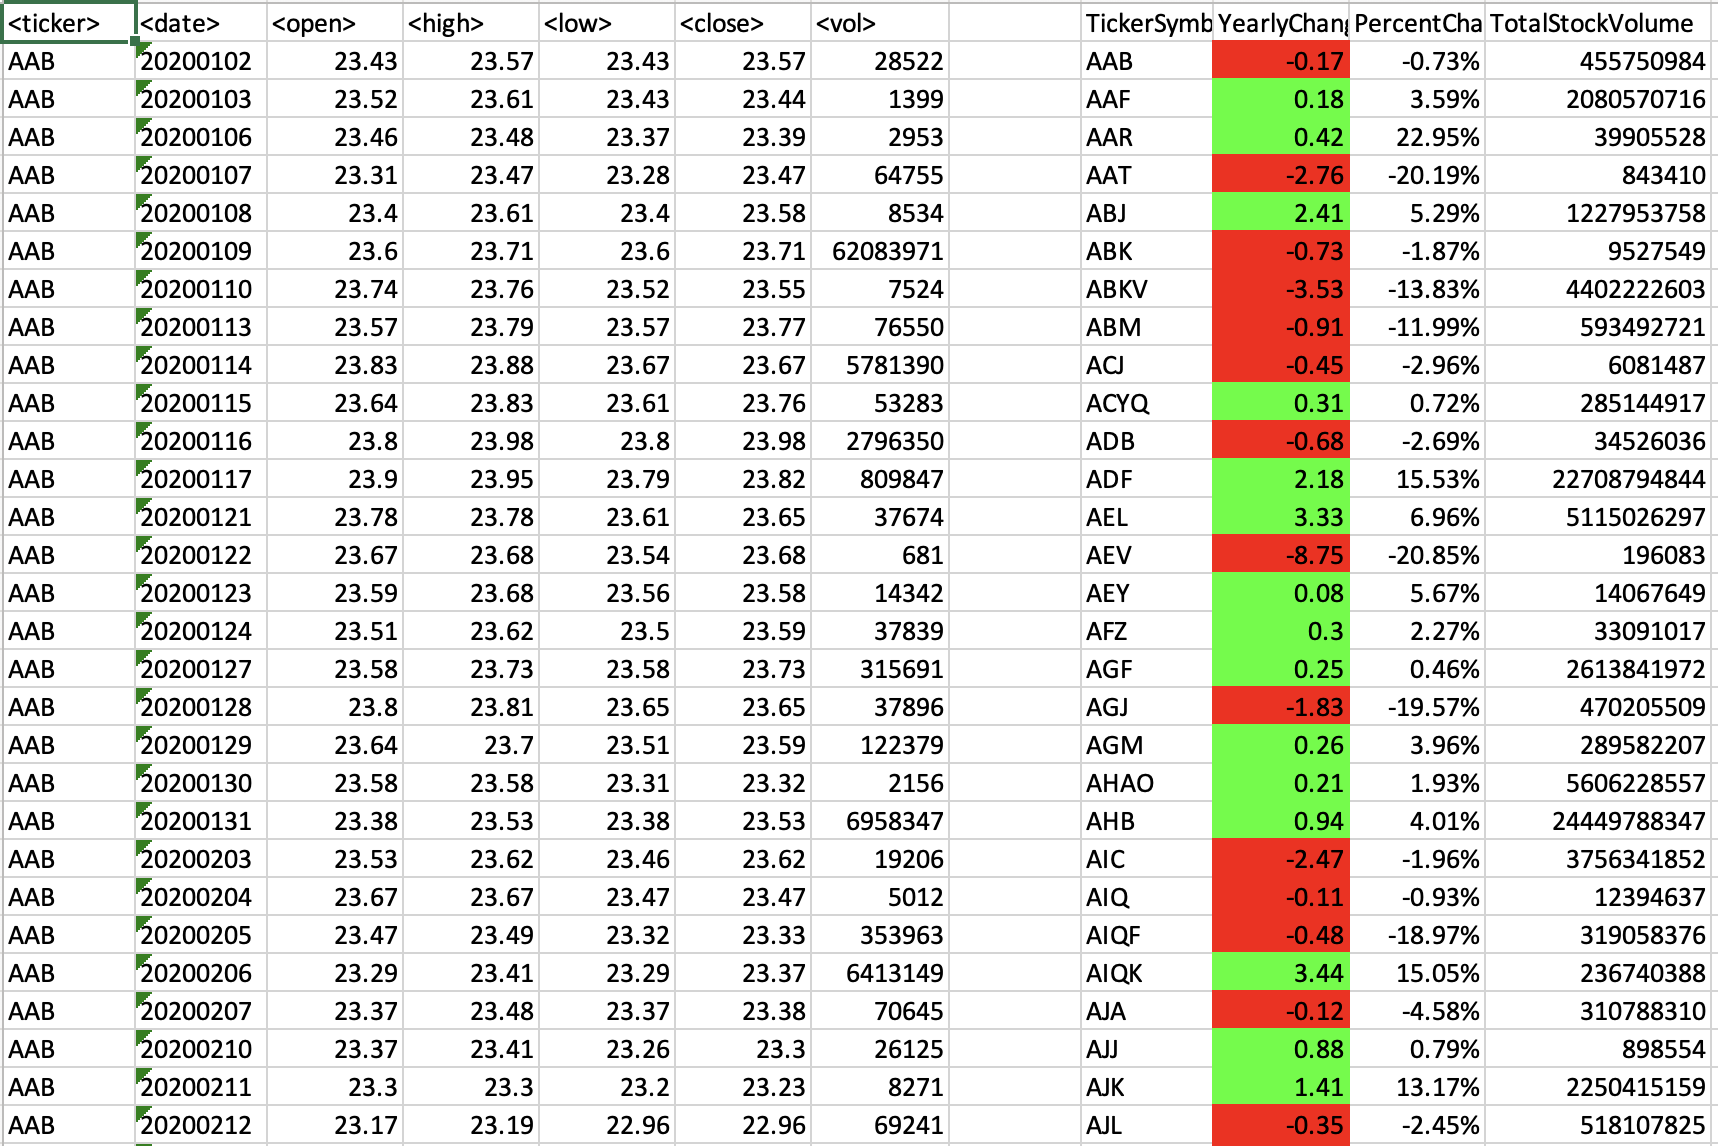 <ticker> <date> <open> <high> <low> <close> <vol> TickerSymb YearlyChang PercentCha TotalStockVolume
AAB 20200102 23.43 23.57 23.43 23.57 28522 AAB -0.17 -0.73% 455750984
AAB 20200103 23.52 23.61 23.43 23.44 1399 AAF 0.18 3.59% 2080570716
AAB 20200106 23.46 23.48 23.37 23.39 2953 AAR 0.42 22.95% 39905528
AAB 20200107 23.31 23.47 23.28 23.47 64755 AAT -2.76 -20.19% 843410
AAB 20200108 23.4 23.61 23.4 23.58 8534 ABJ 2.41 5.29% 1227953758
AAB 20200109 23.6 23.71 23.6 23.71 62083971 ABK -0.73 -1.87% 9527549
AAB 20200110 23.74 23.76 23.52 23.55 7524 ABKV -3.53 -13.83% 4402222603
AAB 20200113 23.57 23.79 23.57 23.77 76550 ABM -0.91 -11.99% 593492721
AAB 20200114 23.83 23.88 23.67 23.67 5781390 ACJ -0.45 -2.96% 6081487
AAB 20200115 23.64 23.83 23.61 23.76 53283 ACYQ 0.31 0.72% 285144917
AAB 20200116 23.8 23.98 23.8 23.98 2796350 ADB -0.68 -2.69% 34526036
AAB 20200117 23.9 23.95 23.79 23.82 809847 ADF 2.18 15.53% 22708794844
AAB 20200121 23.78 23.78 23.61 23.65 37674 AEL 3.33 6.96% 5115026297
AAB 20200122 23.67 23.68 23.54 23.68 681 AEV -8.75 -20.85% 196083
AAB 20200123 23.59 23.68 23.56 23.58 14342 AEY 0.08 5.67% 14067649
AAB 20200124 23.51 23.62 23.5 23.59 37839 AFZ 0.3 2.27% 33091017
AAB 20200127 23.58 23.73 23.58 23.73 315691 AGF 0.25 0.46% 2613841972
AAB 20200128 23.8 23.81 23.65 23.65 37896 AGJ -1.83 -19.57% 470205509
AAB 20200129 23.64 23.7 23.51 23.59 122379 AGM 0.26 3.96% 289582207
AAB 20200130 23.58 23.58 23.31 23.32 2156 AHAO 0.21 1.93% 5606228557
AAB 20200131 23.38 23.53 23.38 23.53 6958347 AHB 0.94 4.01% 24449788347
AAB 20200203 23.53 23.62 23.46 23.62 19206 AIC -2.47 -1.96% 3756341852
AAB 20200204 23.67 23.67 23.47 23.47 5012 AIQ -0.11 -0.93% 12394637
AAB 20200205 23.47 23.49 23.32 23.33 353963 AIQF -0.48 -18.97% 319058376
AAB 20200206 23.29 23.41 23.29 23.37 6413149 AIQK 3.44 15.05% 236740388
AAB 20200207 23.37 23.48 23.37 23.38 70645 AJA -0.12 -4.58% 310788310
AAB 20200210 23.37 23.41 23.26 23.3 26125 AJJ 0.88 0.79% 898554
AAB 20200211 23.3 23.3 23.2 23.23 8271 AJK 1.41 13.17% 2250415159
AAB 20200212 23.17 23.19 22.96 22.96 69241 AJL -0.35 -2.45% 518107825